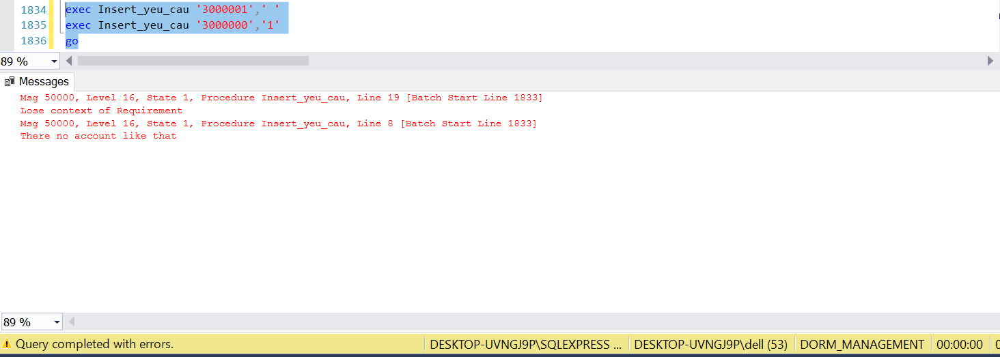 1834 exec Insert_yeu_cau '3000001',' '
1835 exec Insert_yeu_cau '3000000','1'
1836 go
89 %
Messages
Msg 50000, Level 16, State 1, Procedure Insert_yeu_cau, Line 19 [Batch Start Line 1833]
Lose context of Requirement
Msg 50000, Level 16, State 1, Procedure Insert_yeu_cau, Line 8 [Batch Start Line 1833]
There no account like that
89 %
Query completed with errors. DESKTOP-UVNGJ9P\SQLEXPRESS ... DESKTOP-UVNGJ9P\dell (53) DORM_MANAGEMENT 00:00:00 0